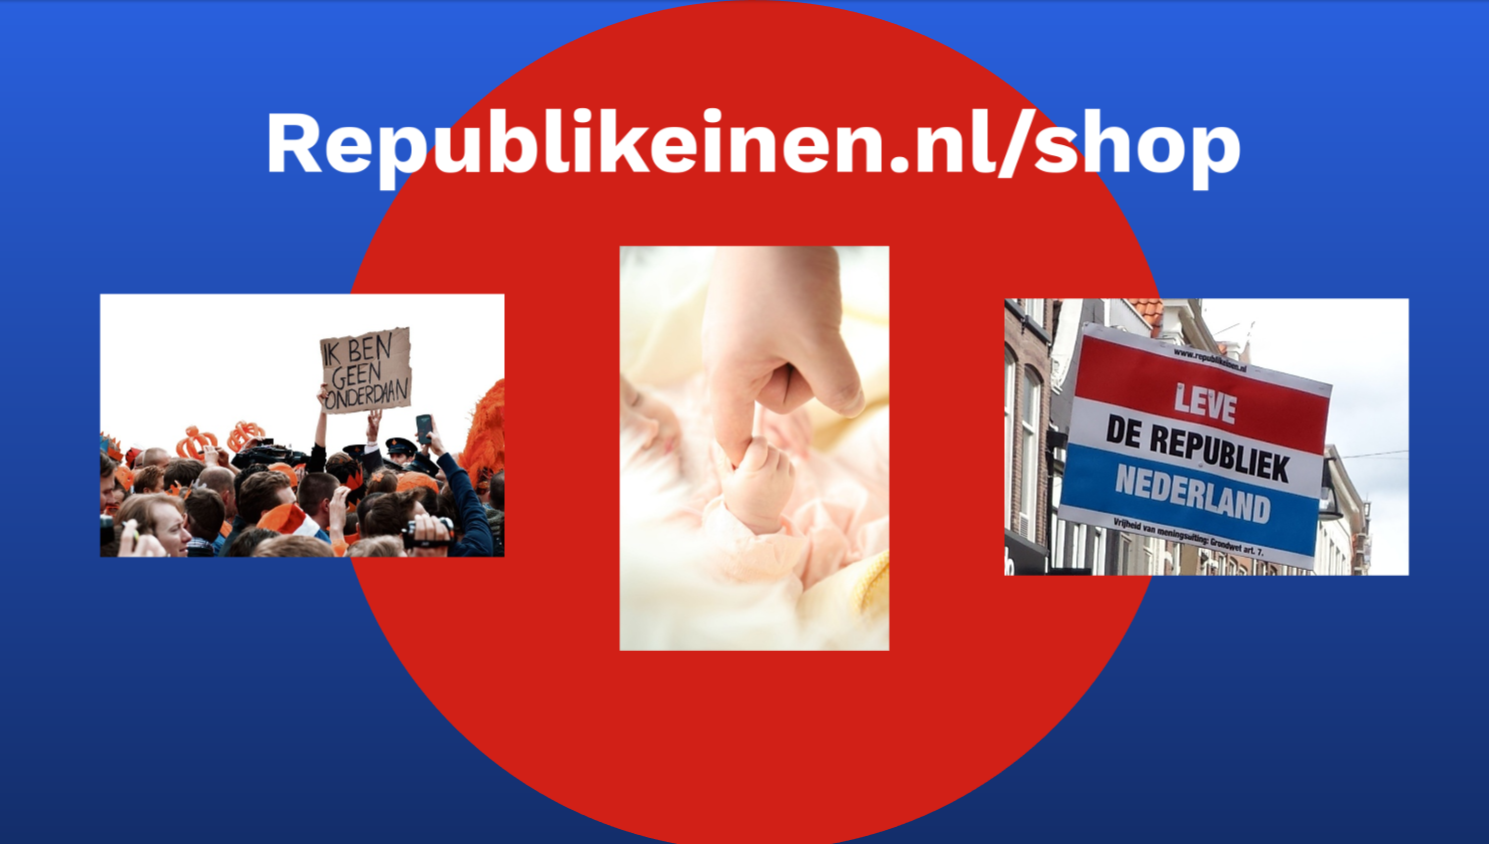 Republikeinen.nl/shop
IK BEN
GEEN
ONDERDAAN
www.republikeinen.nl
LEVE
DE REPUBLIEK
NEDERLAND
Vrijheid van meningsuiting: Grondwet art. 7.